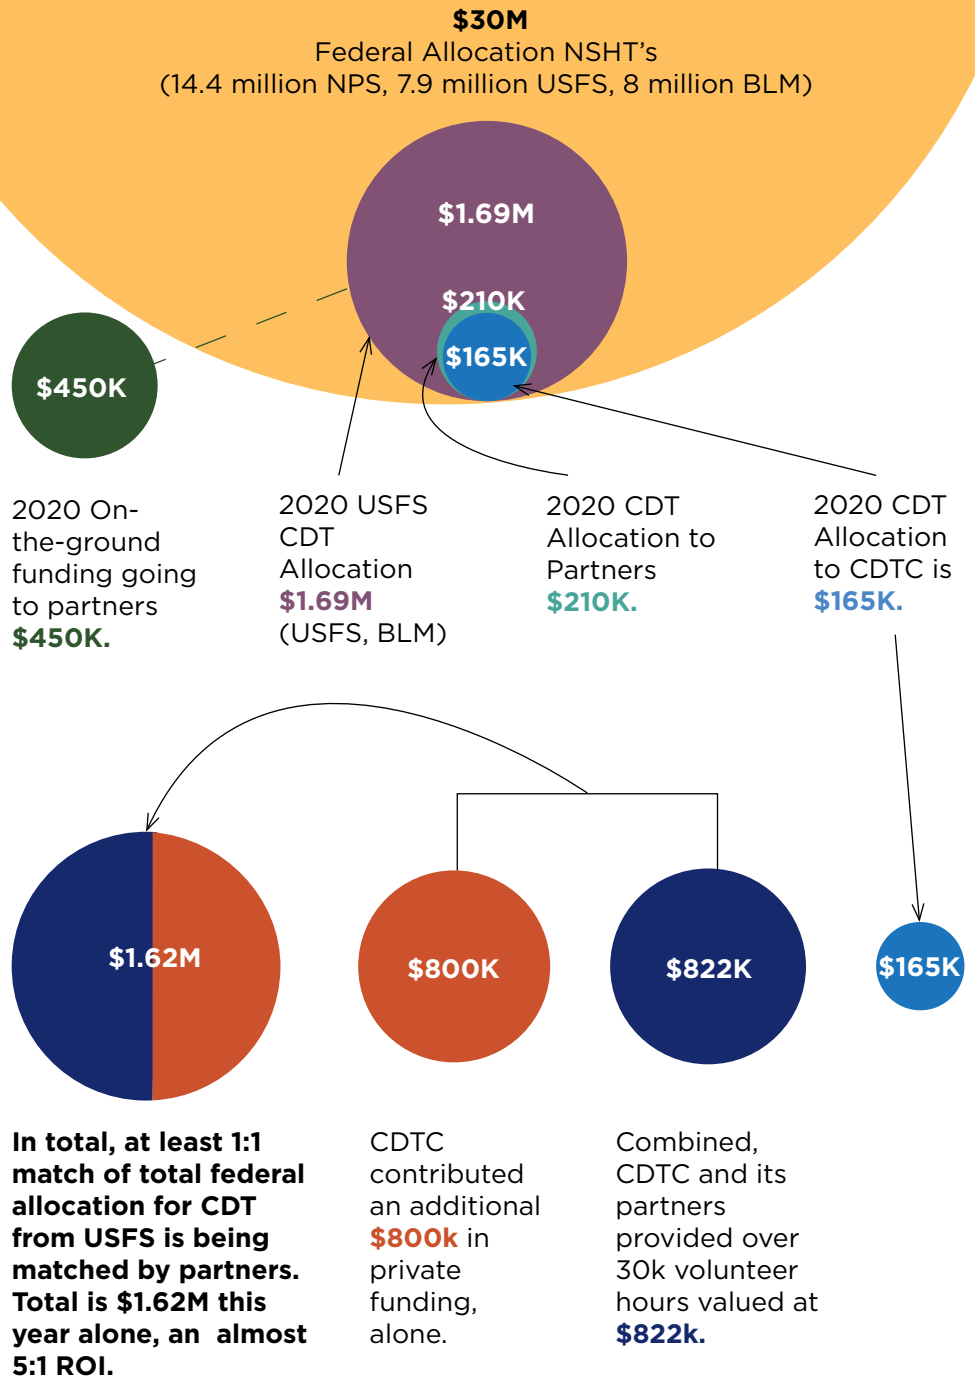 $30M
Federal Allocation NSHT's
(14.4 million NPS, 7.9 million USFS, 8 million BLM)
$1.69M
$210K
$165K
$450K
2020 On-
the-ground
funding going
to partners
$450K.
2020 USFS
CDT
Allocation
$1.69M
(USFS, BLM)
2020 CDT
Allocation to
Partners
$210K.
2020 CDT
Allocation
to CDTC is
$165K.
$1.62M
$800K
$822K
$165K
In total, at least 1:1
match of total federal
allocation for CDT
from USFS is being
matched by partners.
Total is $1.62M this
year alone, an  almost
5:1 ROI.
CDTC
contributed
an additional
$800k in
private
funding,
alone.
Combined,
CDTC and its
partners
provided over
30k volunteer
hours valued at
$822k.